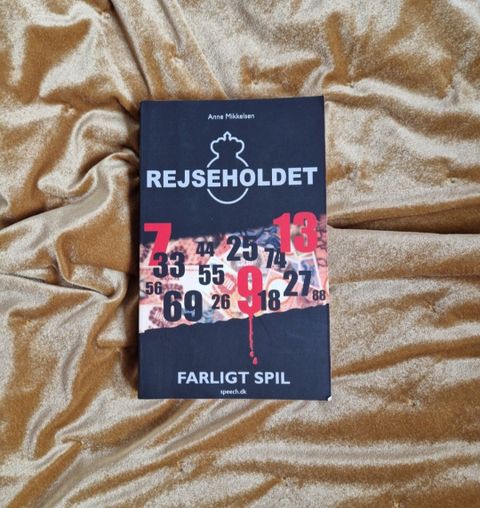 Anne Mikkelsen
REJSEHOLDET
7 44 25 13
33 55 74
56 69 26 9 18 27 88
FARLIGT SPIL
speech.dk